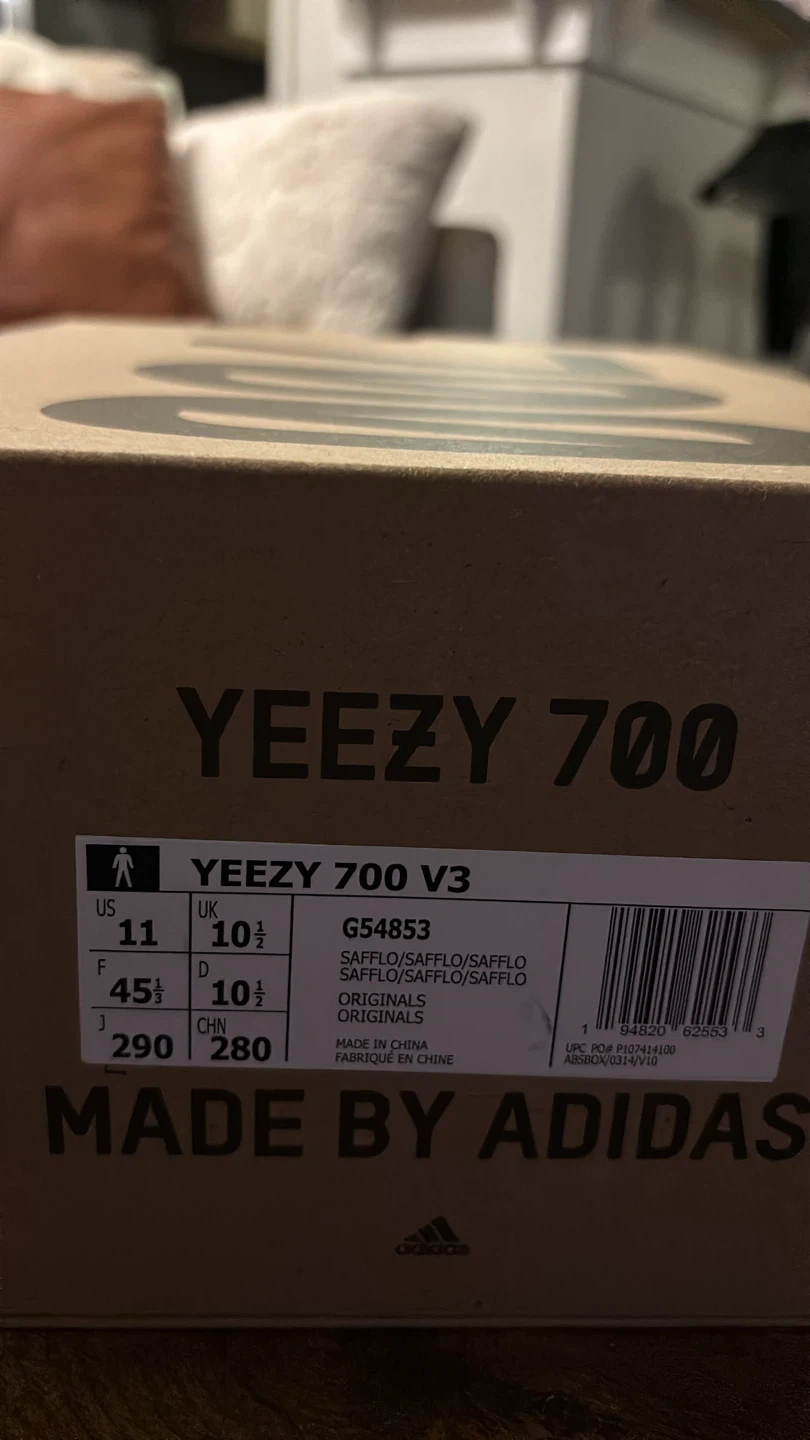 YEEZY 700
YEEZY 700 V3
US 11
UK 10½
F 45⅓
D 10½
J 290
CHN 280
G54853
SAFFLO/SAFFLO/SAFFLO
SAFFLO/SAFFLO/SAFFLO
ORIGINALS
ORIGINALS
MADE IN CHINA
FABRIQUÉ EN CHINE
1 94820 62553 3
UPC PO# P107414100
ABSBOX/0314/V10
MADE BY ADIDAS
adidas